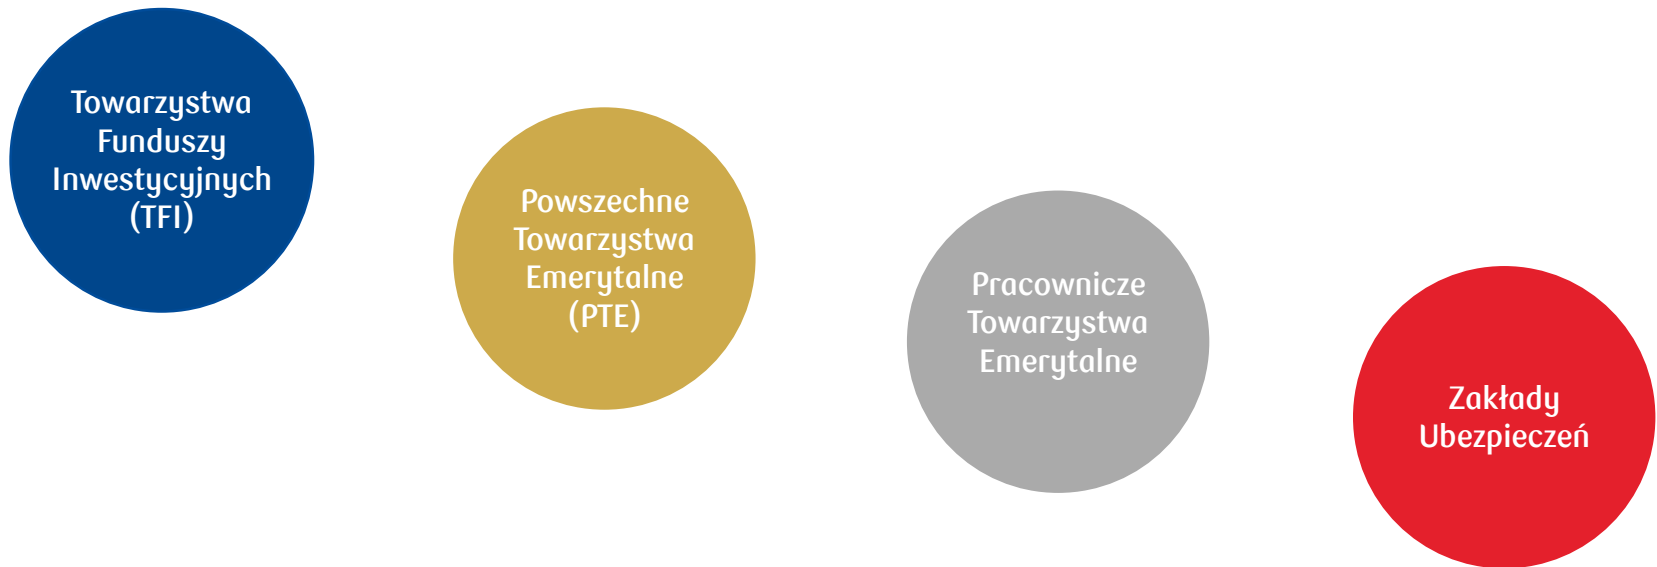 Towarzystwa
Funduszy
Inwestycyjnych
(TFI)
Powszechne
Towarzystwa
Emerytalne
(PTE)
Pracownicze
Towarzystwa
Emerytalne
Zakłady
Ubezpieczeń